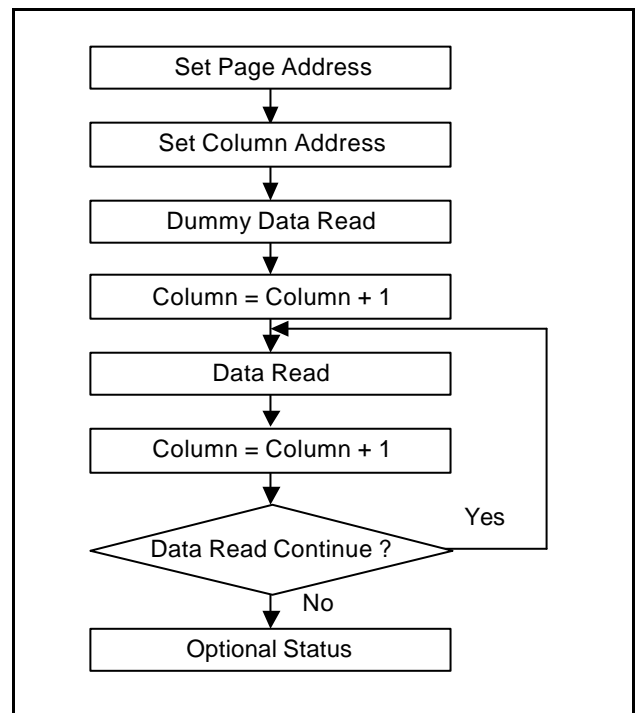 Set Page Address
Set Column Address
Dummy Data Read
Column = Column + 1
Data Read
Column = Column + 1
Data Read Continue ?
Yes
No
Optional Status